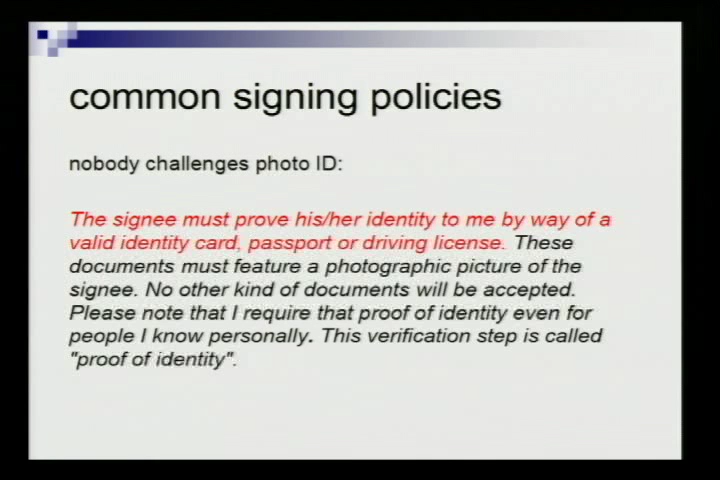 common signing policies
nobody challenges photo ID:
The signee must prove his/her identity to me by way of a
valid identity card, passport or driving license. These
documents must feature a photographic picture of the
signee. No other kind of documents will be accepted.
Please note that I require that proof of identity even for
people I know personally. This verification step is called
"proof of identity".